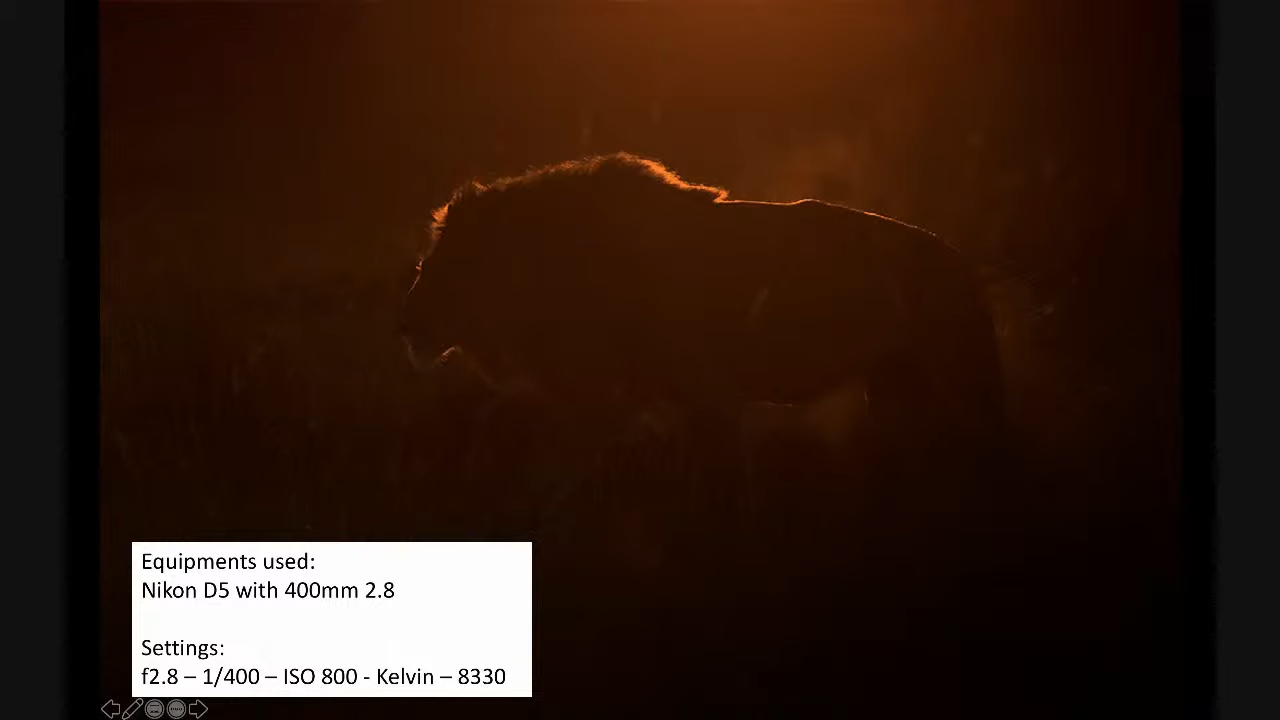 Equipments used:
Nikon D5 with 400mm 2.8
Settings:
f2.8 – 1/400 – ISO 800 - Kelvin – 8330